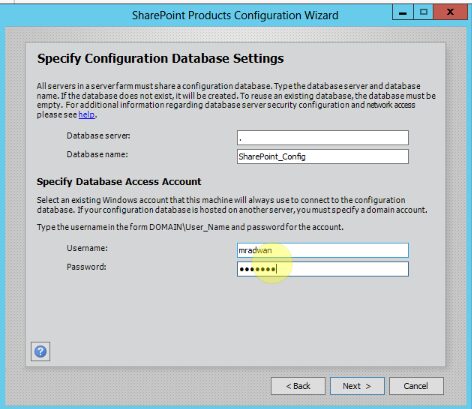 SharePoint Products Configuration Wizard
Specify Configuration Database Settings
All servers in a server farm must share a configuration database. Type the database server and database
name. If the database does not exist, it will be created. To reuse an existing database, the database must be
empty. For additional information regarding database server security configuration and network access
please see help.
Database server:
.
Database name:
SharePoint_Config
Specify Database Access Account
Select an existing Windows account that this machine will always use to connect to the configuration
database. If your configuration database is hosted on another server, you must specify a domain account.
Type the username in the form DOMAIN\User_Name and password for the account.
Username:
mradwan
Password:
●●●●●●●
< Back
Next >
Cancel